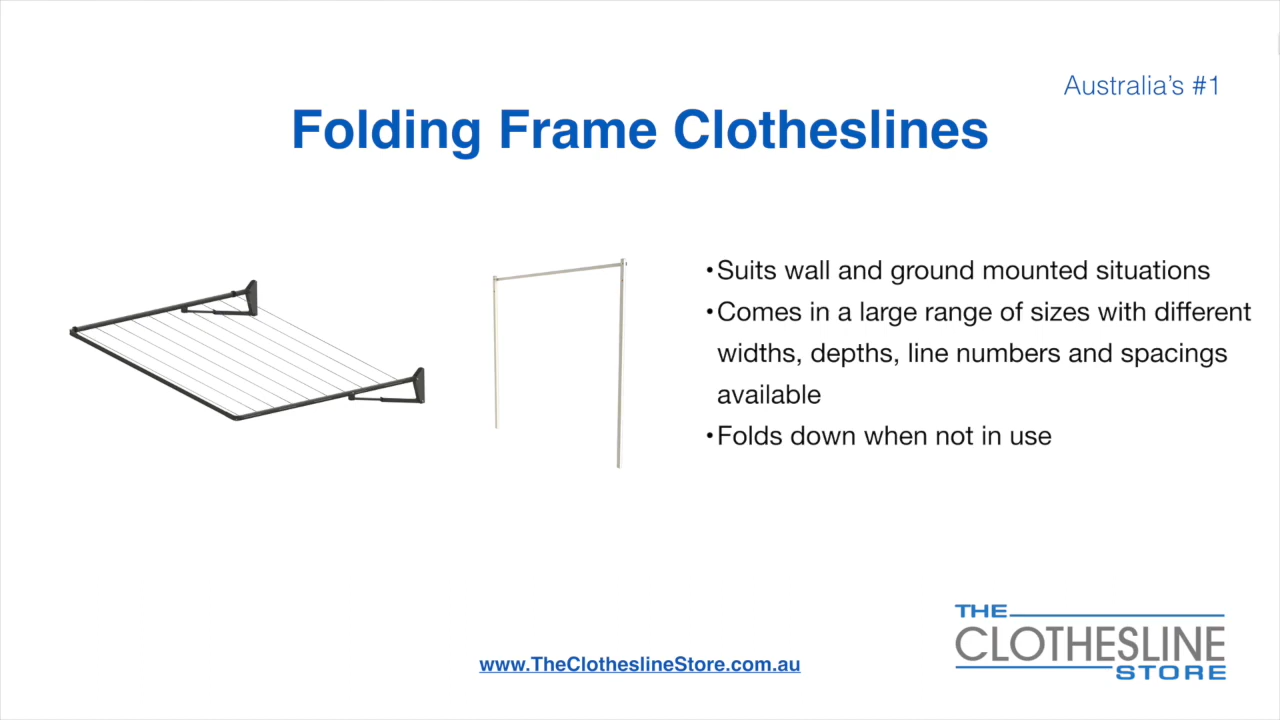 Australia's #1
Folding Frame Clotheslines
•Suits wall and ground mounted situations
•Comes in a large range of sizes with different
widths, depths, line numbers and spacings
available
•Folds down when not in use
THE
CLOTHESLINE
STORE
www.TheClotheslineStore.com.au